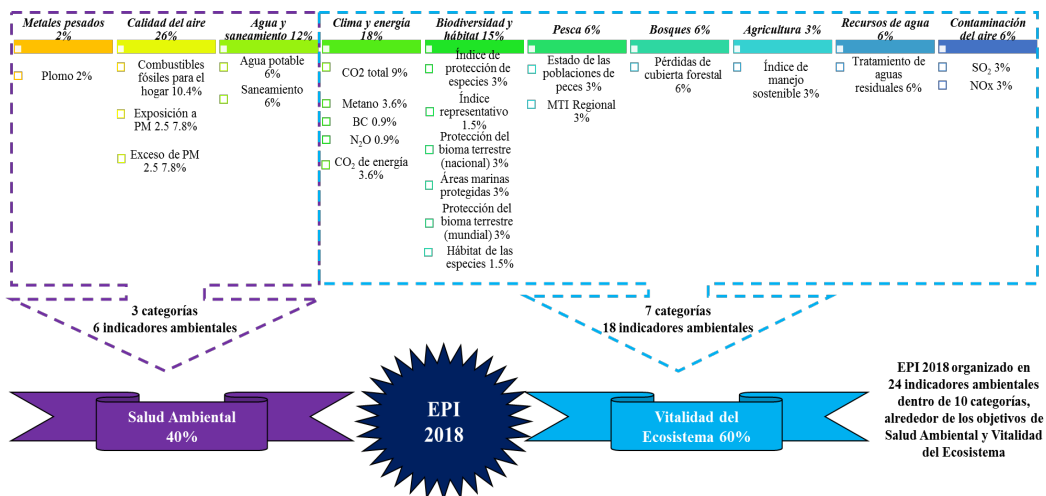 Metales pesados
2%
Plomo 2%
Calidad del aire
26%
Combustibles
fósiles para el
hogar 10.4%
Exposición a
PM 2.5 7.8%
Exceso de PM
2.5 7.8%
Agua y
saneamiento 12%
Agua potable
6%
Saneamiento
6%
Clima y energía
18%
CO2 total 9%
Metano 3.6%
BC 0.9%
N₂O 0.9%
CO₂ de energía
3.6%
Biodiversidad y
hábitat 15%
Índice de
protección de
especies 3%
Índice
representativo
1.5%
Protección del
bioma terrestre
(nacional) 3%
Áreas marinas
protegidas 3%
Protección del
bioma terrestre
(mundial) 3%
Hábitat de las
especies 1.5%
Pesca 6%
Estado de las
poblaciones de
peces 3%
MTI Regional
3%
Bosques 6%
Pérdidas de
cubierta forestal
6%
Agricultura 3%
Índice de
manejo
sostenible 3%
Recursos de agua
6%
Tratamiento de
aguas
residuales 6%
Contaminación
del aire 6%
SO₂ 3%
NOx 3%
3 categorías
6 indicadores ambientales
7 categorías
18 indicadores ambientales
Salud Ambiental
40%
EPI
2018
Vitalidad del
Ecosistema 60%
EPI 2018 organizado en
24 indicadores ambientales
dentro de 10 categorías,
alrededor de los objetivos de
Salud Ambiental y Vitalidad
del Ecosistema